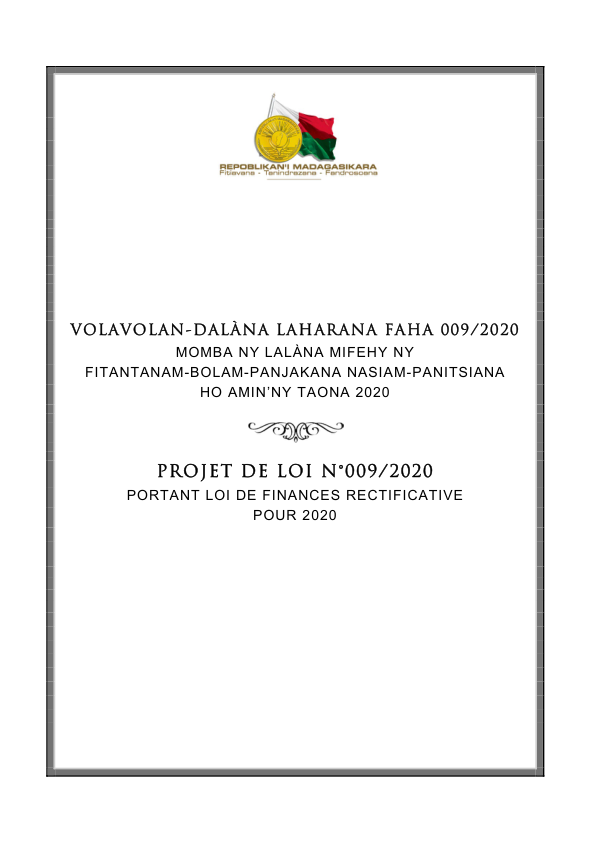 REPOBLIKAN'I MADAGASIKARA
Fitiavana - Tanindrazana - Fandrosoana
VOLAVOLAN-DALÀNA LAHARANA FAHA 009/2020
MOMBA NY LALÀNA MIFEHY NY
FITANTANAM-BOLAM-PANJAKANA NASIAM-PANITSIANA
HO AMIN'NY TAONA 2020
PROJET DE LOI N°009/2020
PORTANT LOI DE FINANCES RECTIFICATIVE
POUR 2020